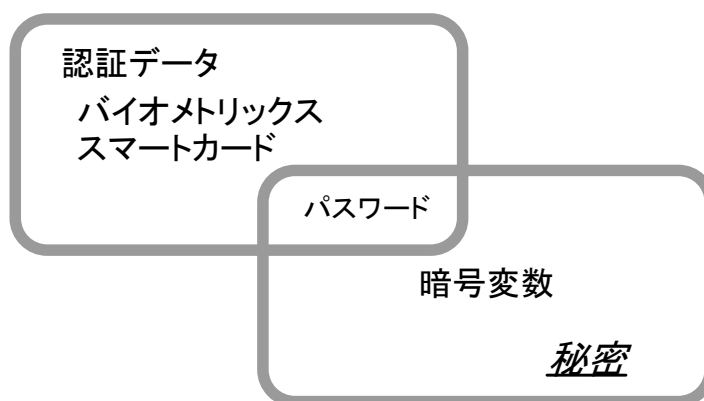 認証データ
バイオメトリックス
スマートカード
パスワード
暗号変数
秘密